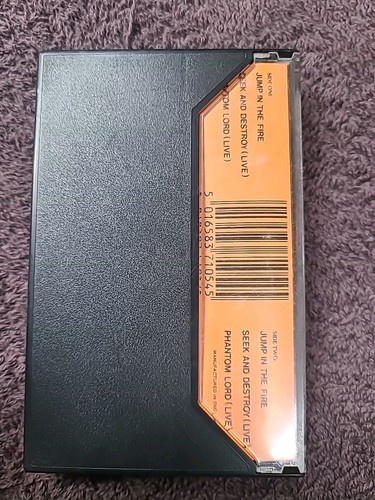 SIDE ONE
JUMP IN THE FIRE
SEEK AND DESTROY (LIVE)
LORD (LIVE)
5 016583 710545
SIDE TWO:
JUMP IN THE FIRE
SEEK AND DESTROY (LIVE)
PHANTOM LORD (LIVE)
MANUFACTURED IN ENG